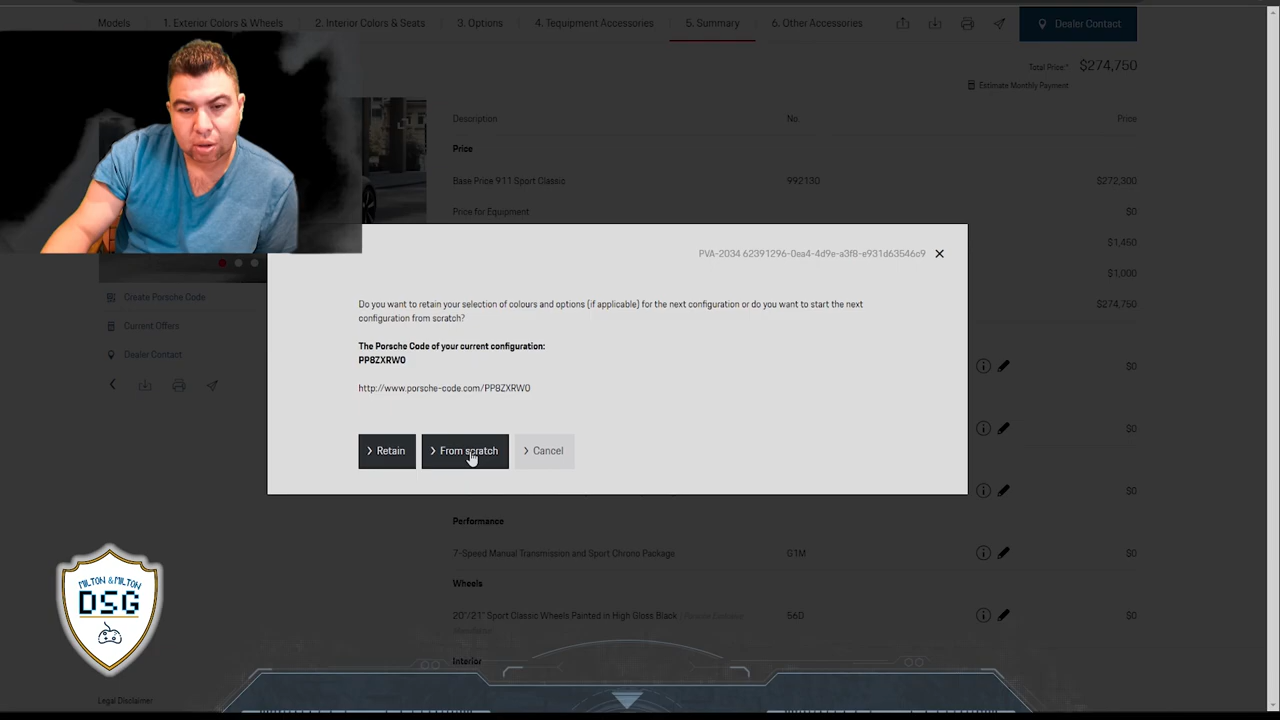 Models
1. Exterior Colors & Wheels
2. Interior Colors & Seats
3. Options
4. Tequipment Accessories
5. Summary
6. Other Accessories
Dealer Contact
Total Price:* $274,750
Estimate Monthly Payment
Description No. Price
Price
Base Price 911 Sport Classic 992130 $272,300
Price for Equipment $0
$1,450
$1,000
$274,750
PVA-2034 62391296-0ea4-4d9e-a3f8-e931d63546c9
Do you want to retain your selection of colours and options (if applicable) for the next configuration or do you want to start the next
configuration from scratch?
The Porsche Code of your current configuration:
PP8ZXRW0
http://www.porsche-code.com/PP8ZXRW0
Retain
From scratch
Cancel
Create Porsche Code
Current Offers
Dealer Contact
$0
$0
$0
Performance
7-Speed Manual Transmission and Sport Chrono Package G1M $0
Wheels
20"/21" Sport Classic Wheels Painted in High Gloss Black 56D $0
Interior
MILTON & MILTON
DSG
Legal Disclaimer